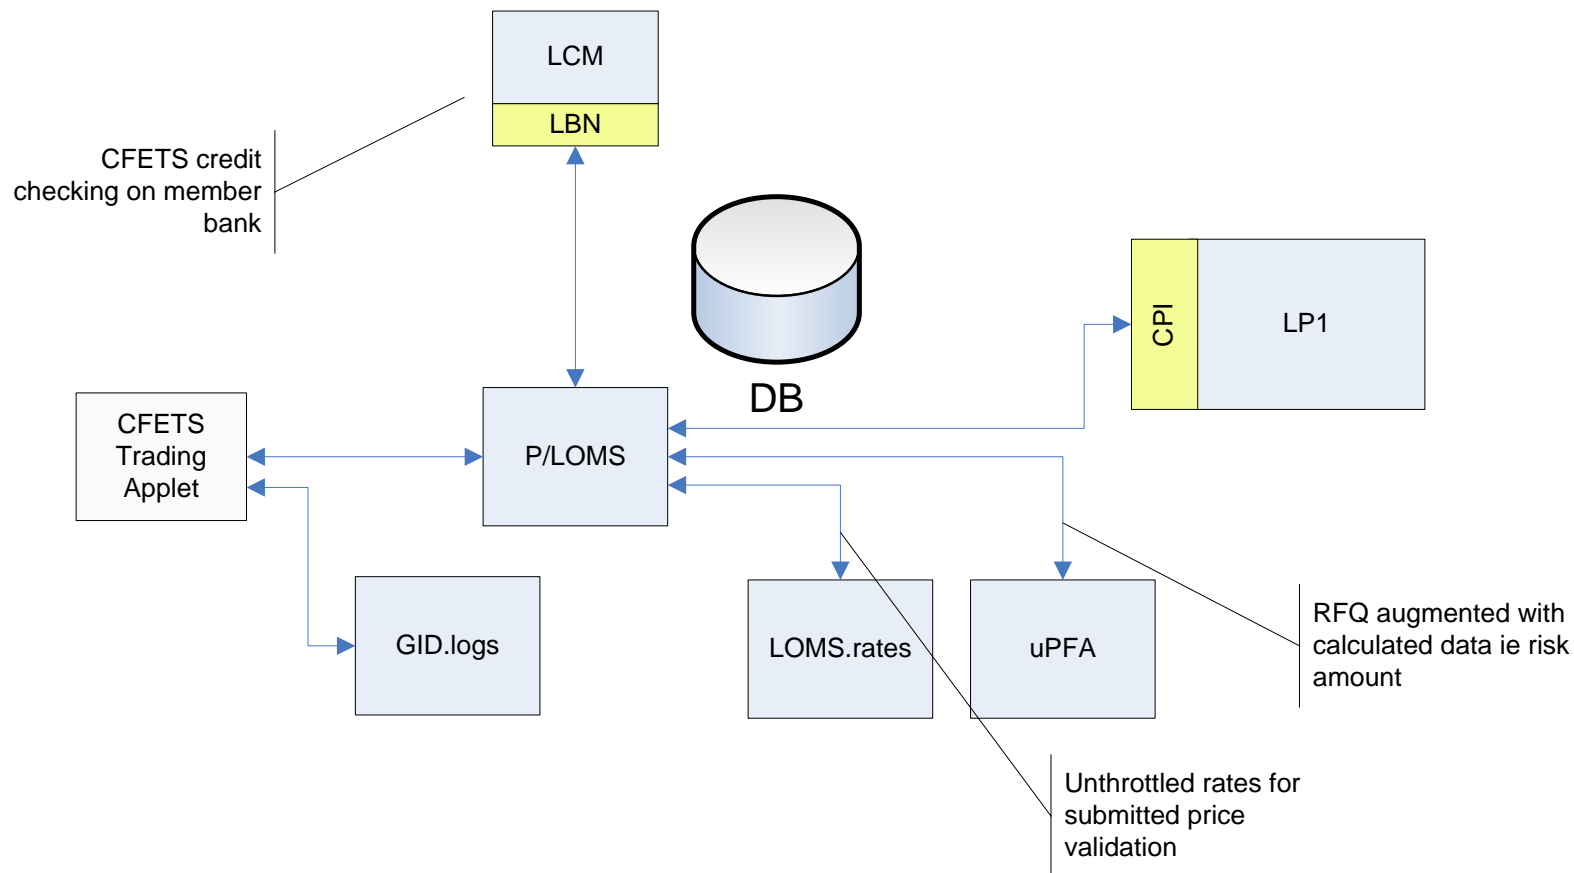 LCM
LBN
CFETS credit
checking on member
bank
CPI
LP1
DB
CFETS
Trading
Applet
P/LOMS
GID.logs
LOMS.rates
uPFA
RFQ augmented with
calculated data ie risk
amount
Unthrottled rates for
submitted price
validation